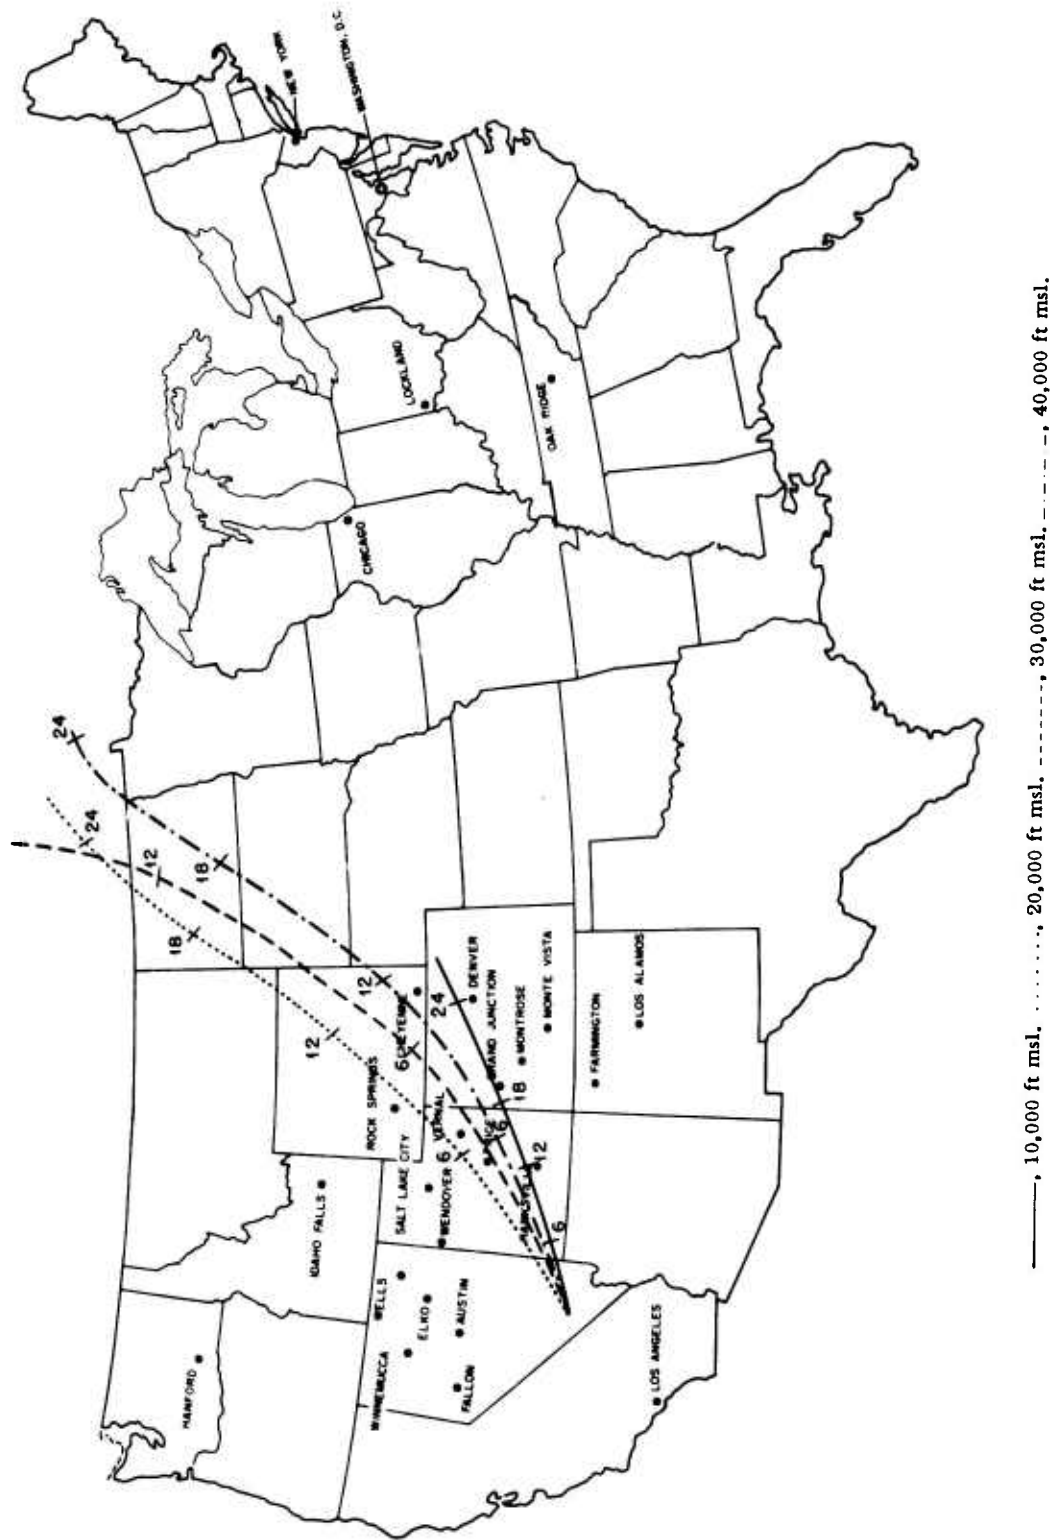 NEW YORK
WASHINGTON, D.C.
LOCKLAND
OAK RIDGE
CHICAGO
24
24
12
18
18
12
12
6
CHEYENNE
24
DENVER
GRAND JUNCTION
MONTROSE
MONTE VISTA
FARMINGTON
LOS ALAMOS
ROCK SPRINGS
VERNAL
18
6
6
12
6
SALT LAKE CITY
WENDOVER
IDAHO FALLS
WELLS
ELKO
AUSTIN
WINNEMUCCA
FALLON
HANFORD
LOS ANGELES
———, 10,000 ft msl. ·······, 20,000 ft msl. -------, 30,000 ft msl. –·–·–·–, 40,000 ft msl.